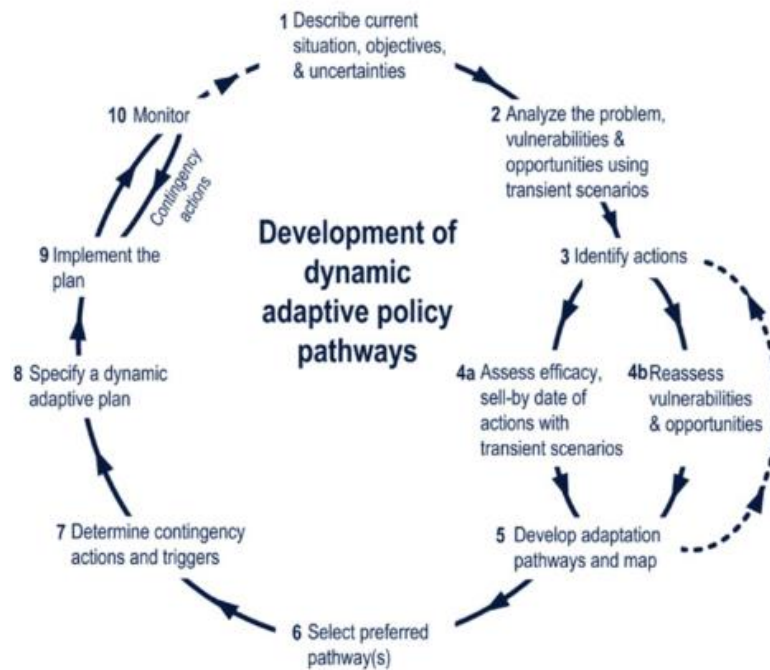 1 Describe current
situation, objectives,
& uncertainties
2 Analyze the problem,
vulnerabilities &
opportunities using
transient scenarios
3 Identify actions
4a Assess efficacy,
sell-by date of
actions with
transient scenarios
4b Reassess
vulnerabilities
& opportunities
5 Develop adaptation
pathways and map
6 Select preferred
pathway(s)
7 Determine contingency
actions and triggers
8 Specify a dynamic
adaptive plan
9 Implement the
plan
10 Monitor
Contingency
actions
Development of
dynamic
adaptive policy
pathways